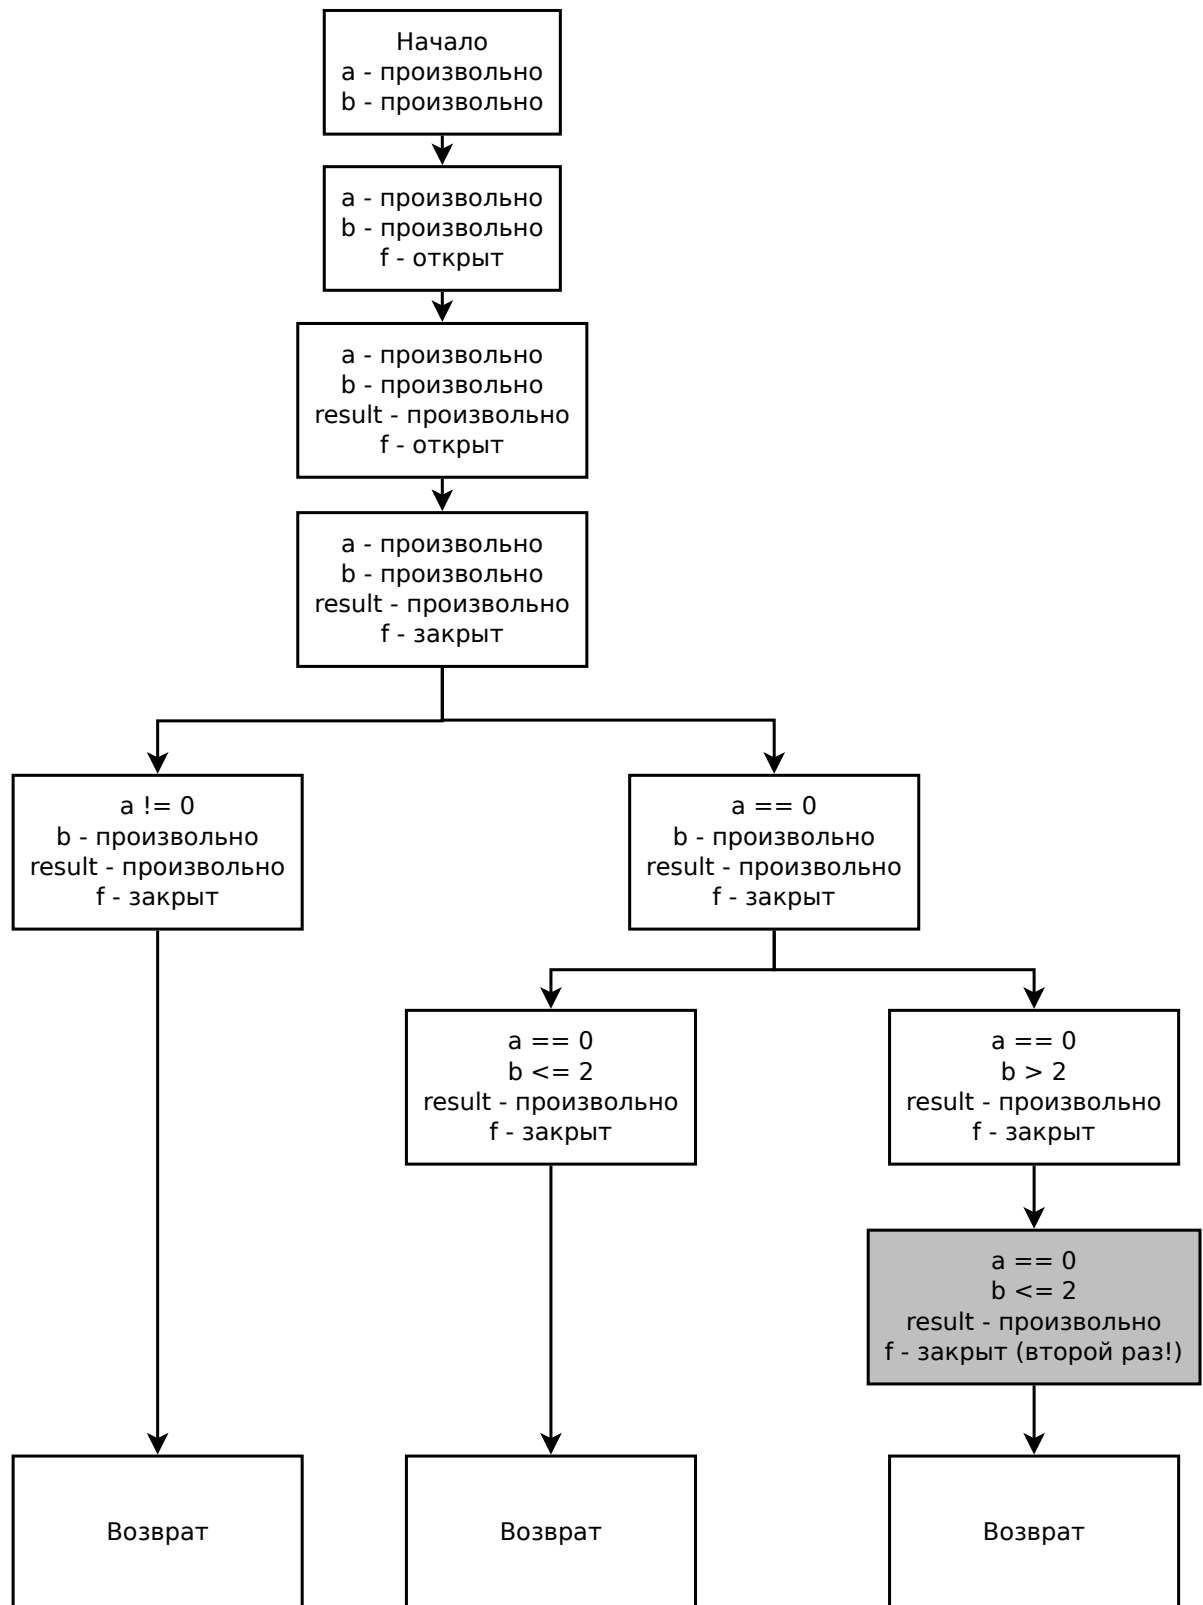 Начало
a - произвольно
b - произвольно
a - произвольно
b - произвольно
f - открыт
a - произвольно
b - произвольно
result - произвольно
f - открыт
a - произвольно
b - произвольно
result - произвольно
f - закрыт
a != 0
b - произвольно
result - произвольно
f - закрыт
a == 0
b - произвольно
result - произвольно
f - закрыт
a == 0
b <= 2
result - произвольно
f - закрыт
a == 0
b > 2
result - произвольно
f - закрыт
a == 0
b <= 2
result - произвольно
f - закрыт (второй раз!)
Возврат
Возврат
Возврат